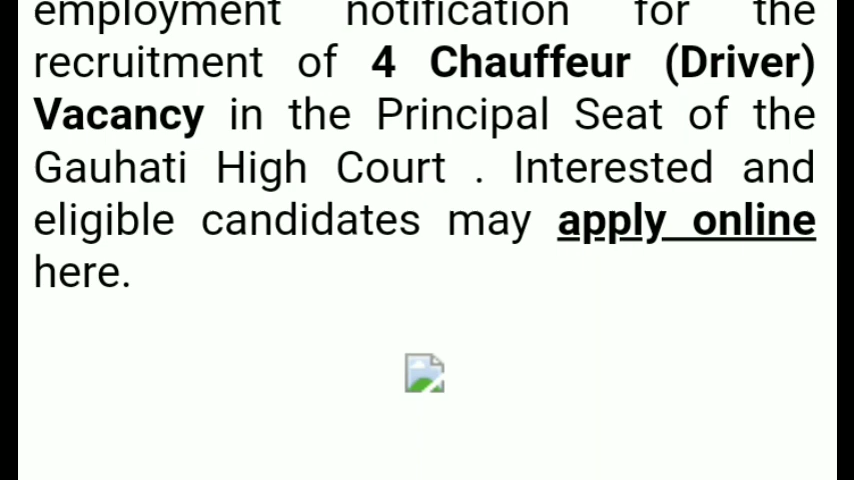 employment notification for the
recruitment of 4 Chauffeur (Driver)
Vacancy in the Principal Seat of the
Gauhati High Court . Interested and
eligible candidates may apply online
here.